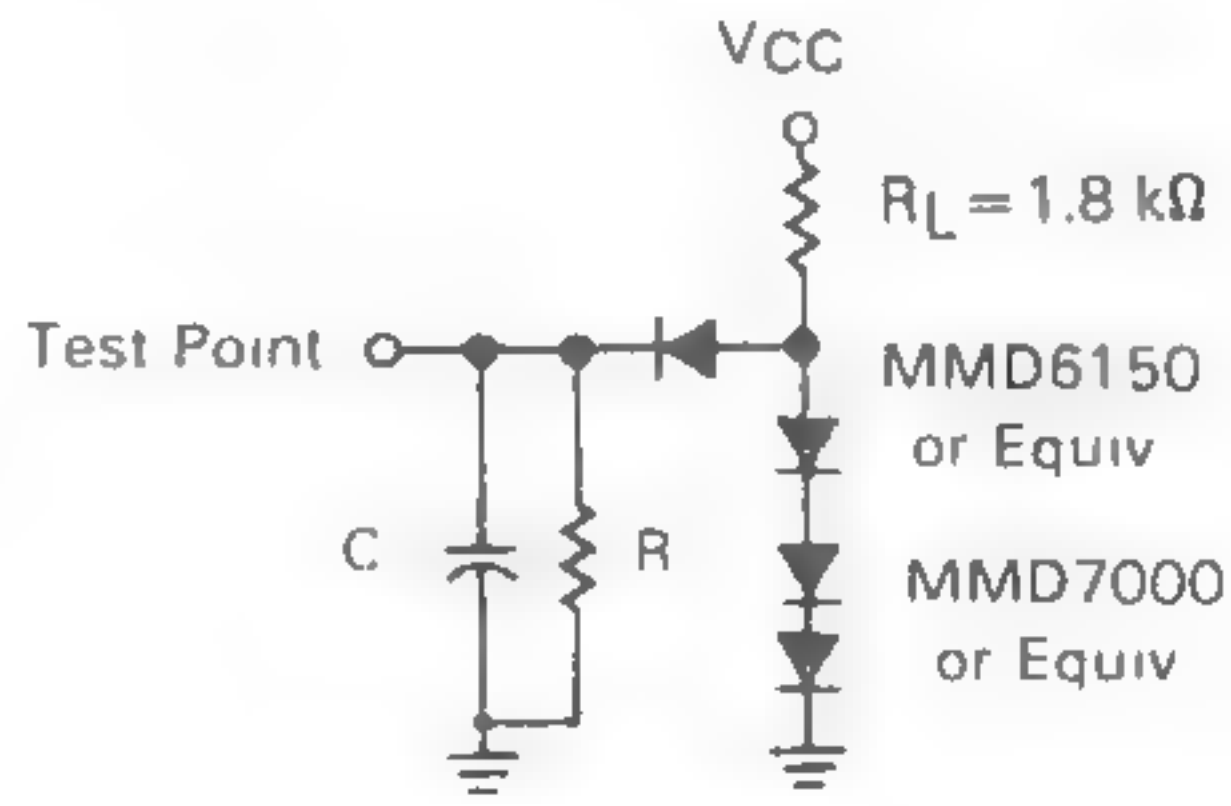 VCC
RL = 1.8 kΩ
Test Point
MMD6150
or Equiv
C
R
MMD7000
or Equiv